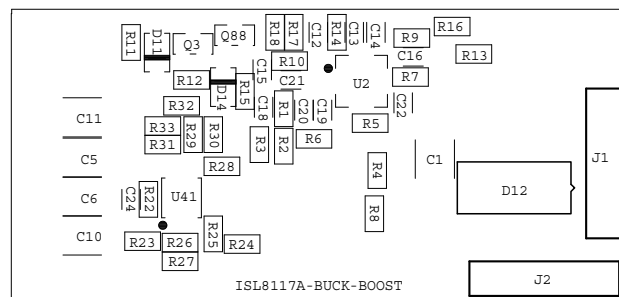 R11
D11
Q3
Q88
R18
R17
C12
R14
C13
C14
R9
R16
C16
R13
R10
C15
C21
R12
D14
R15
U2
R7
C22
R32
C18
R1
C20
C19
R5
C11
R33
R29
R30
R31
R3
R2
R6
C5
R28
R4
C1
J1
C6
C24
R22
U41
D12
R8
C10
R23
R26
R25
R24
R27
J2
ISL8117A-BUCK-BOOST